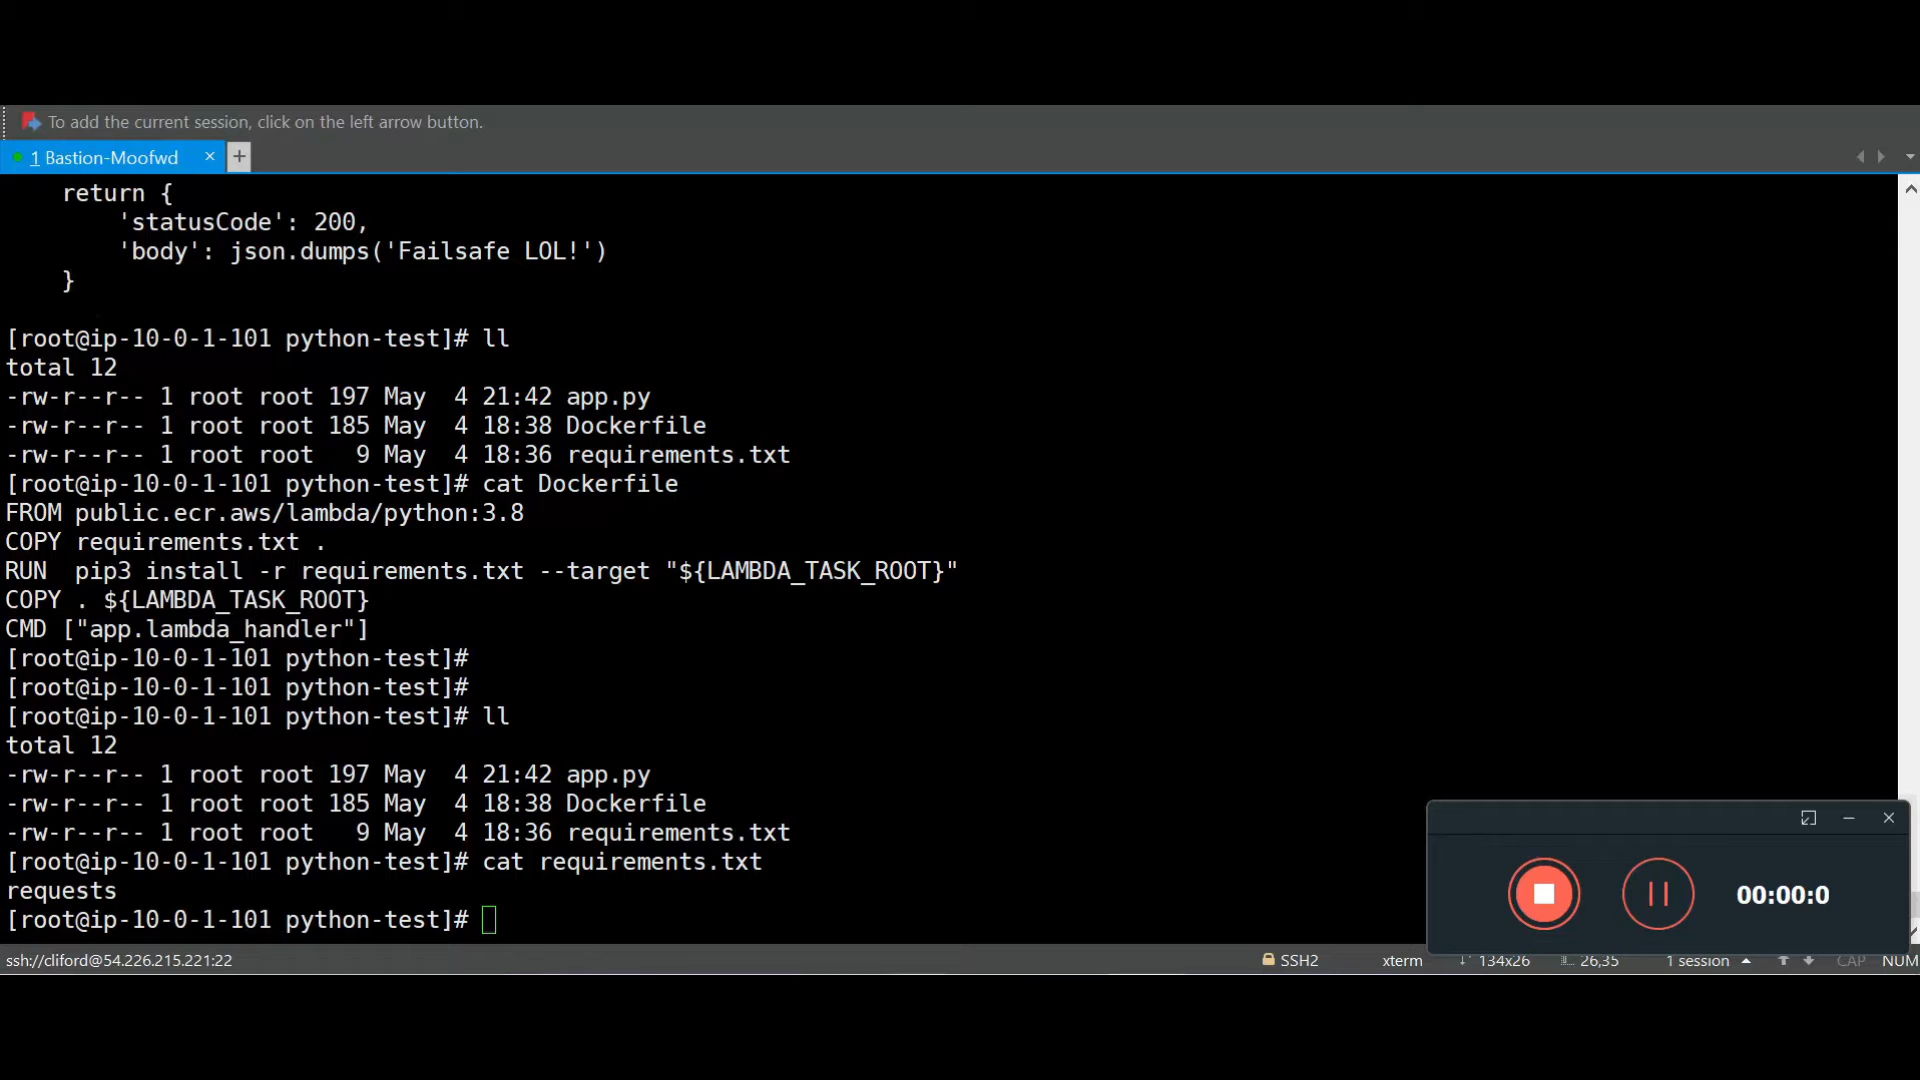 To add the current session, click on the left arrow button.
1 Bastion-Moofwd × +
    return {
        'statusCode': 200,
        'body': json.dumps('Failsafe LOL!')
    }
[root@ip-10-0-1-101 python-test]# ll
total 12
-rw-r--r-- 1 root root 197 May  4 21:42 app.py
-rw-r--r-- 1 root root 185 May  4 18:38 Dockerfile
-rw-r--r-- 1 root root   9 May  4 18:36 requirements.txt
[root@ip-10-0-1-101 python-test]# cat Dockerfile
FROM public.ecr.aws/lambda/python:3.8
COPY requirements.txt .
RUN  pip3 install -r requirements.txt --target "${LAMBDA_TASK_ROOT}"
COPY . ${LAMBDA_TASK_ROOT}
CMD ["app.lambda_handler"]
[root@ip-10-0-1-101 python-test]#
[root@ip-10-0-1-101 python-test]#
[root@ip-10-0-1-101 python-test]# ll
total 12
-rw-r--r-- 1 root root 197 May  4 21:42 app.py
-rw-r--r-- 1 root root 185 May  4 18:38 Dockerfile
-rw-r--r-- 1 root root   9 May  4 18:36 requirements.txt
[root@ip-10-0-1-101 python-test]# cat requirements.txt
requests
[root@ip-10-0-1-101 python-test]#
00:00:0
ssh://cliford@54.226.215.221:22 SSH2 xterm 134x26 26,35 1 session CAP NUM